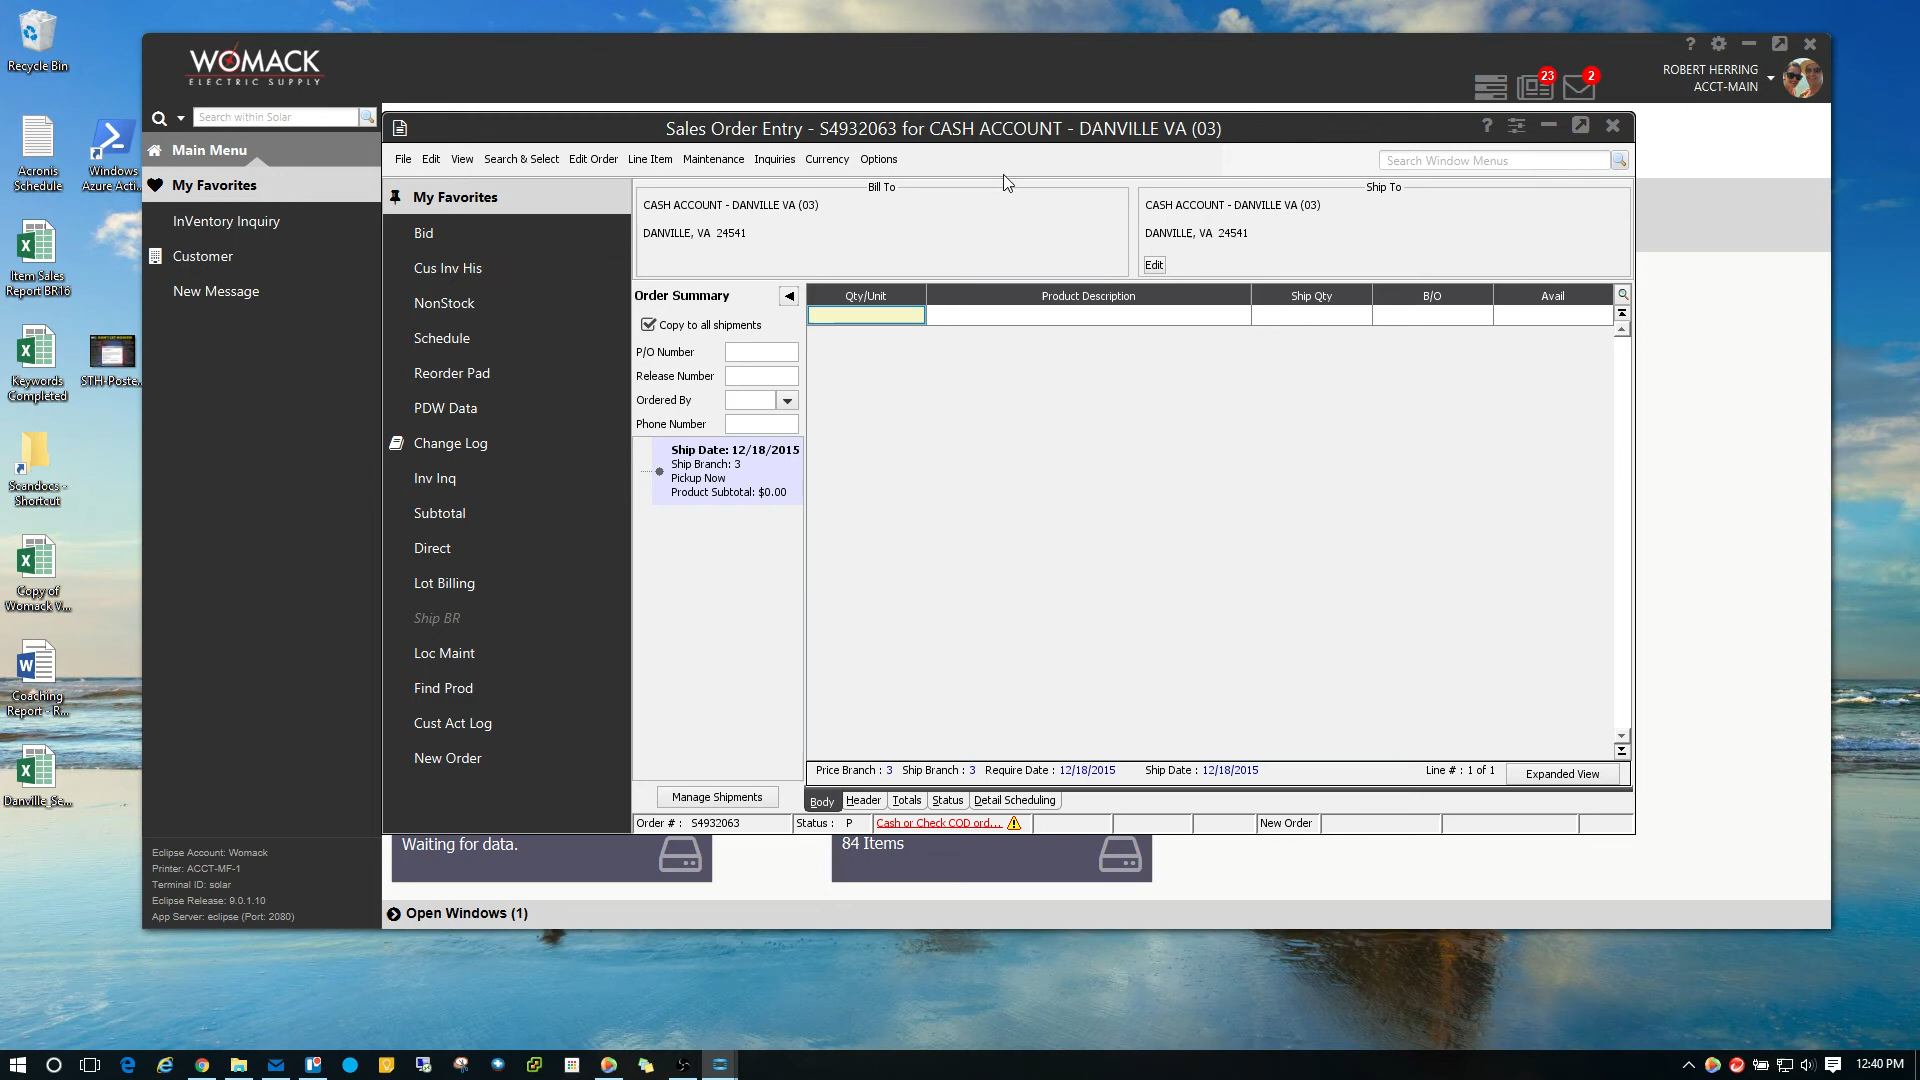 Recycle Bin
Acronis
Schedule
Windows
Azure Acti...
Item Sales
Report BR16
Keywords
Completed
STH-Poste...
Scandocs -
Shortcut
Copy of
Womack V...
Coaching
Report - R...
Danville_Se...
WOMACK
ELECTRIC SUPPLY
? 
23
2
ROBERT HERRING
ACCT-MAIN
Search within Solar
Main Menu
My Favorites
InVentory Inquiry
Customer
New Message
Eclipse Account: Womack
Printer: ACCT-MF-1
Terminal ID: solar
Eclipse Release: 9.0.1.10
App Server: eclipse (Port: 2080)
Sales Order Entry - S4932063 for CASH ACCOUNT - DANVILLE VA (03)
?
File Edit View Search & Select Edit Order Line Item Maintenance Inquiries Currency Options
Search Window Menus
My Favorites
Bid
Cus Inv His
NonStock
Schedule
Reorder Pad
PDW Data
Change Log
Inv Inq
Subtotal
Direct
Lot Billing
Ship BR
Loc Maint
Find Prod
Cust Act Log
New Order
Bill To
CASH ACCOUNT - DANVILLE VA (03)
DANVILLE, VA 24541
Ship To
CASH ACCOUNT - DANVILLE VA (03)
DANVILLE, VA 24541
Edit
Order Summary
Copy to all shipments
P/O Number
Release Number
Ordered By
Phone Number
Ship Date: 12/18/2015
Ship Branch: 3
Pickup Now
Product Subtotal: $0.00
Manage Shipments
Qty/Unit Product Description Ship Qty B/O Avail
Price Branch : 3 Ship Branch : 3 Require Date : 12/18/2015 Ship Date : 12/18/2015 Line # : 1 of 1
Expanded View
Body Header Totals Status Detail Scheduling
Order # : S4932063 Status : P Cash or Check COD ord... New Order
Waiting for data.
84 Items
Open Windows (1)
12:40 PM